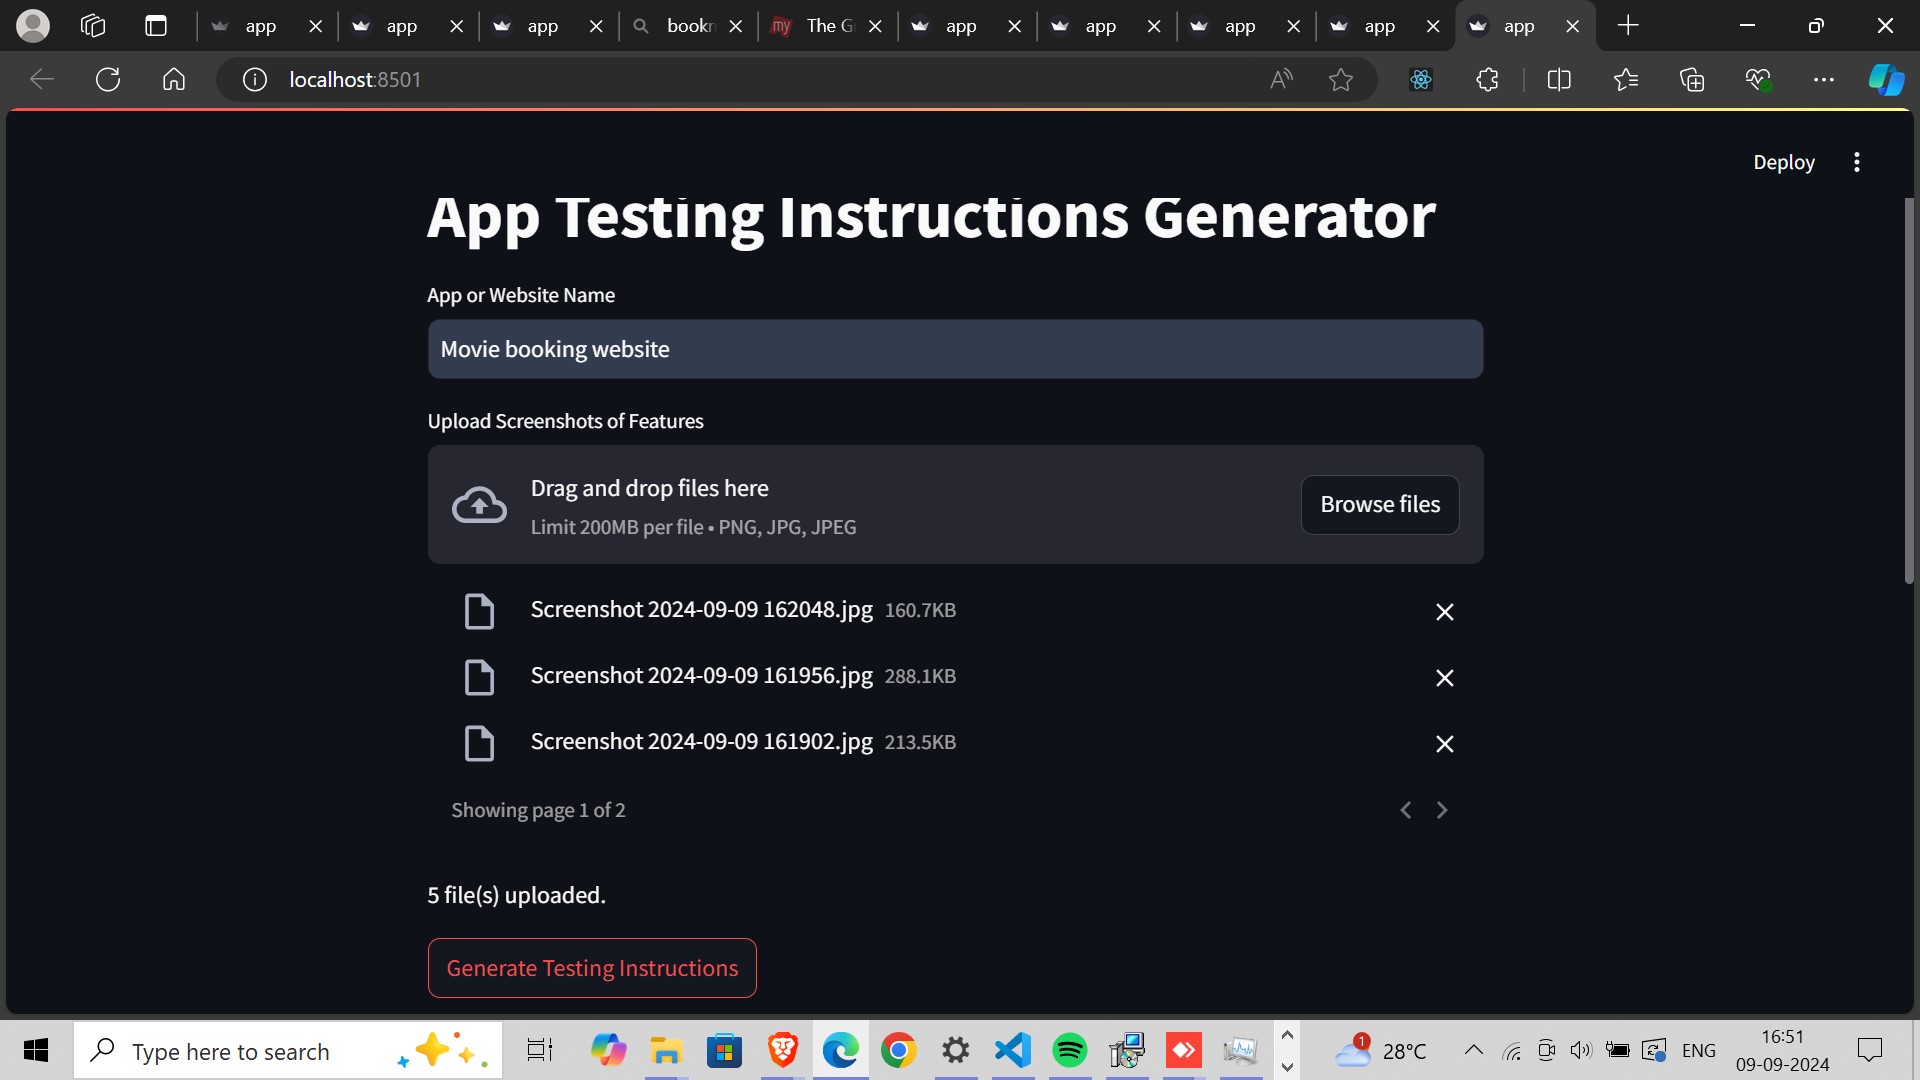 app
app
app
bookn
my The G
app
app
app
app
app
localhost:8501
Deploy
App Testing Instructions Generator
App or Website Name
Movie booking website
Upload Screenshots of Features
Drag and drop files here
Limit 200MB per file • PNG, JPG, JPEG
Browse files
Screenshot 2024-09-09 162048.jpg 160.7KB
Screenshot 2024-09-09 161956.jpg 288.1KB
Screenshot 2024-09-09 161902.jpg 213.5KB
Showing page 1 of 2
5 file(s) uploaded.
Generate Testing Instructions
Type here to search
1
28°C
ENG
16:51
09-09-2024